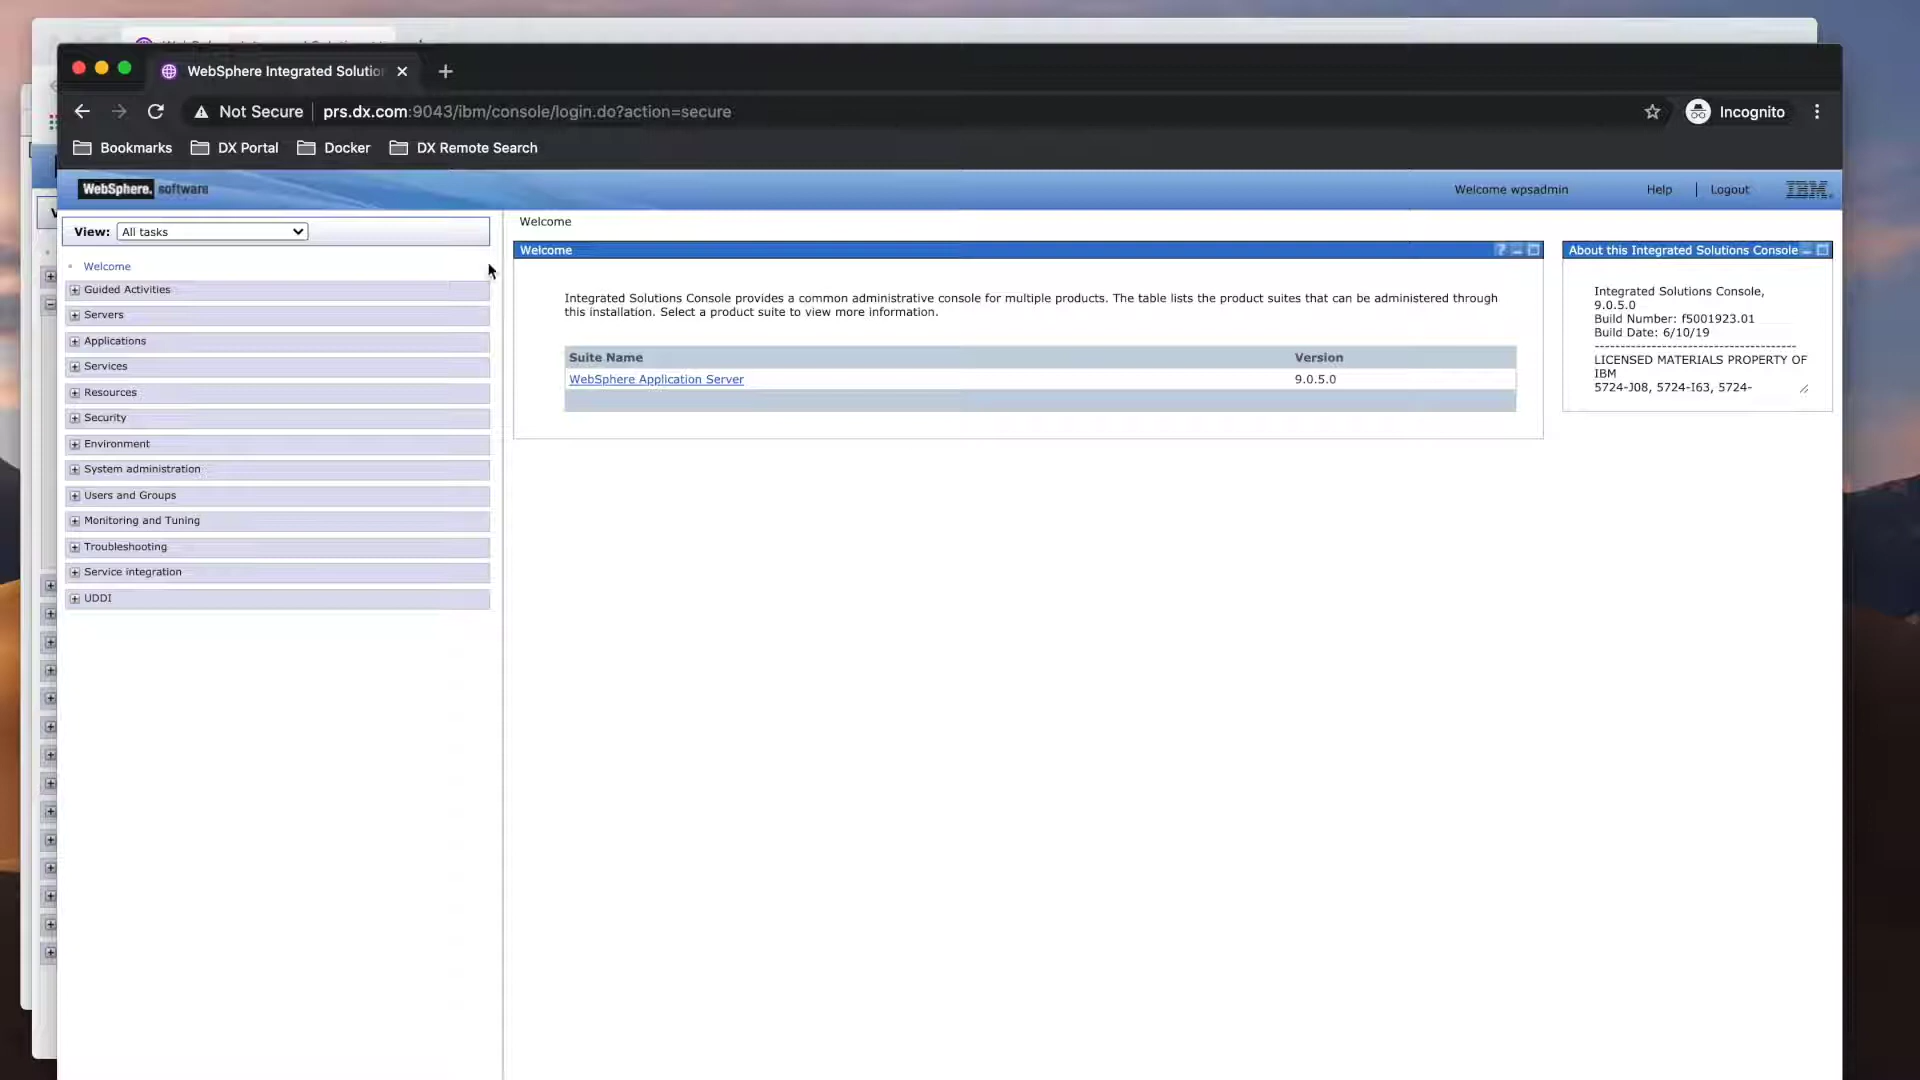 WebSphere Integrated Solutio
Not Secure
prs.dx.com:9043/ibm/console/login.do?action=secure
Incognito
Bookmarks
DX Portal
Docker
DX Remote Search
WebSphere. software
Welcome wpsadmin
Help
Logout
IBM.
View:
All tasks
Welcome
Guided Activities
Servers
Applications
Services
Resources
Security
Environment
System administration
Users and Groups
Monitoring and Tuning
Troubleshooting
Service integration
UDDI
Welcome
Welcome
Integrated Solutions Console provides a common administrative console for multiple products. The table lists the product suites that can be administered through
this installation. Select a product suite to view more information.
Suite Name
Version
WebSphere Application Server
9.0.5.0
About this Integrated Solutions Console
Integrated Solutions Console,
9.0.5.0
Build Number: f5001923.01
Build Date: 6/10/19
----------------------------------------
LICENSED MATERIALS PROPERTY OF
IBM
5724-J08, 5724-I63, 5724-